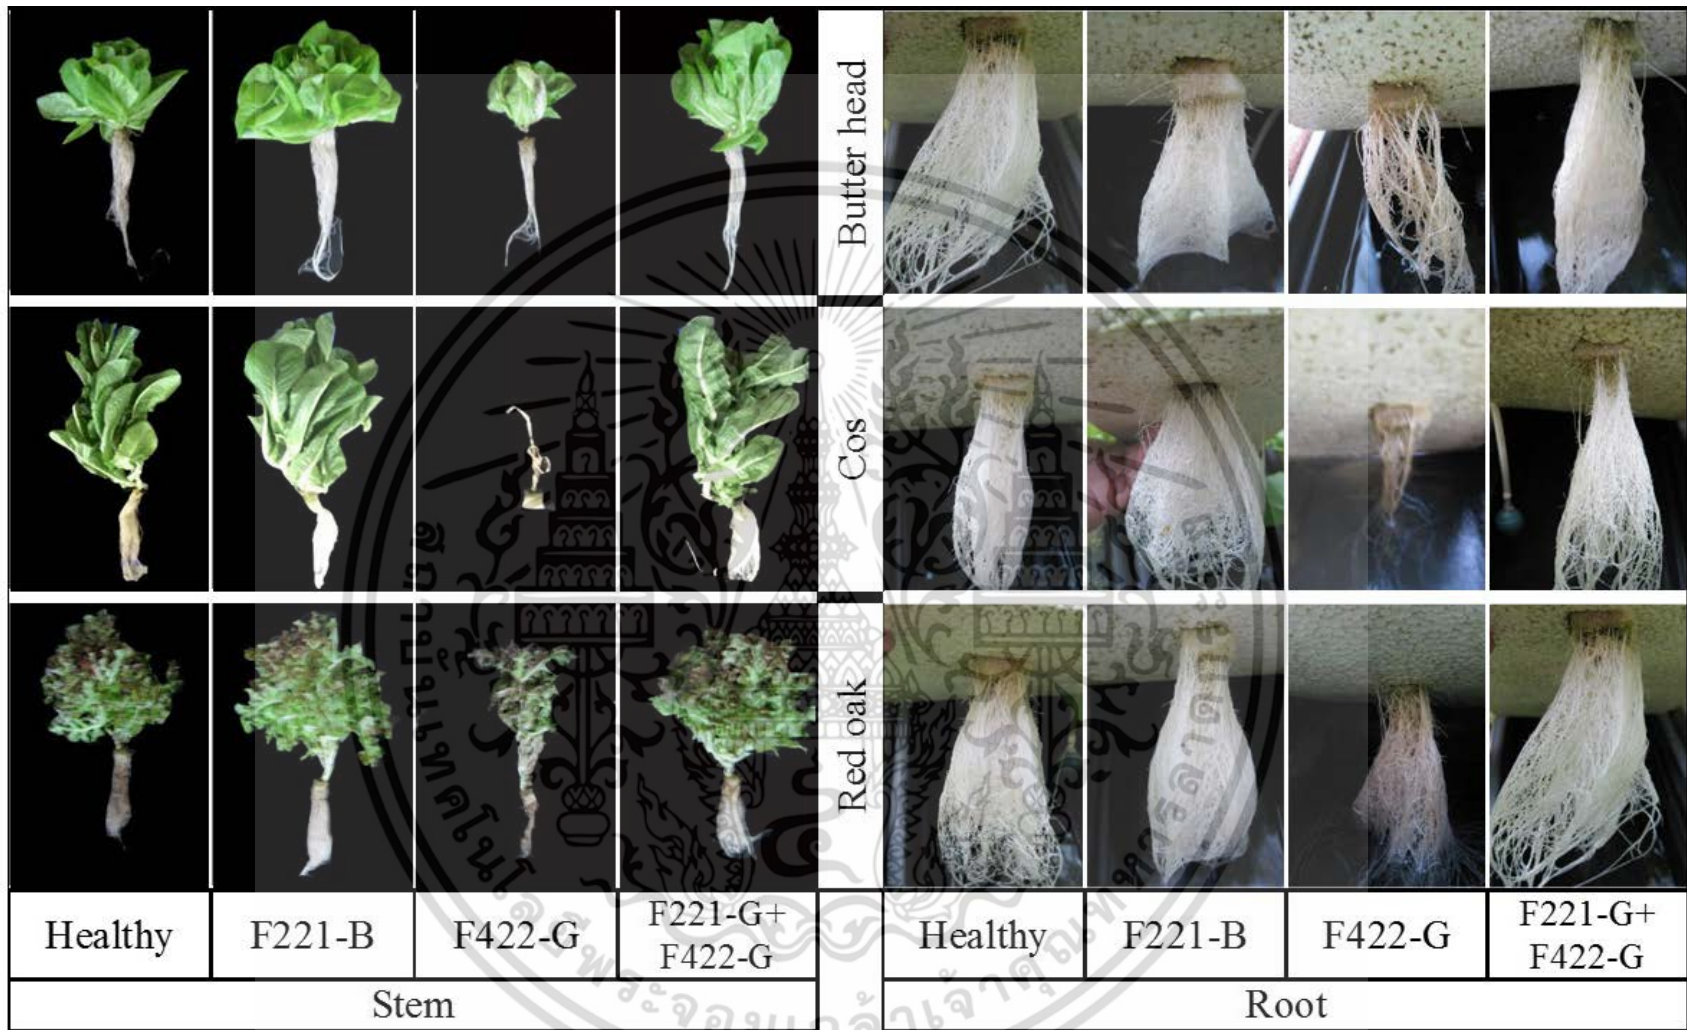 Butter head
Cos
Red oak
Healthy
F221-B
F422-G
F221-G+
F422-G
Healthy
F221-B
F422-G
F221-G+
F422-G
Stem
Root